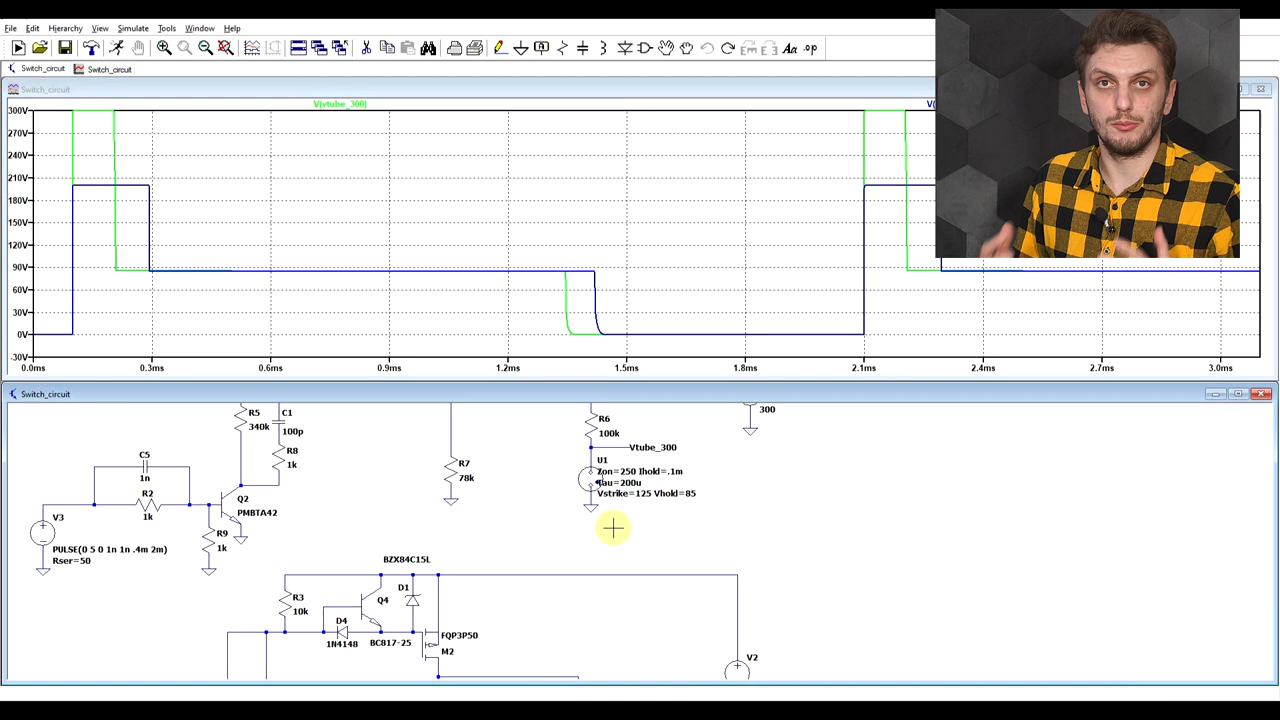 File Edit Hierarchy View Simulate Tools Window Help
Aa .op
Switch_circuit Switch_circuit
Switch_circuit
V(vtube_300)
300V
270V
240V
210V
180V
150V
120V
90V
60V
30V
0V
-30V
0.0ms 0.3ms 0.6ms 0.9ms 1.2ms 1.5ms 1.8ms 2.1ms 2.4ms 2.7ms 3.0ms
Switch_circuit
R5
340k
C1
100p
R8
1k
R6
100k
300
Vtube_300
U1
Zon=250 Ihold=.1m
Tau=200u
Vstrike=125 Vhold=85
R7
78k
C5
1n
R2
1k
Q2
PMBTA42
V3
R9
1k
PULSE(0 5 0 1n 1n .4m 2m)
Rser=50
BZX84C15L
R3
10k
D1
Q4
D4
1N4148
BC817-25
FQP3P50
M2
V2